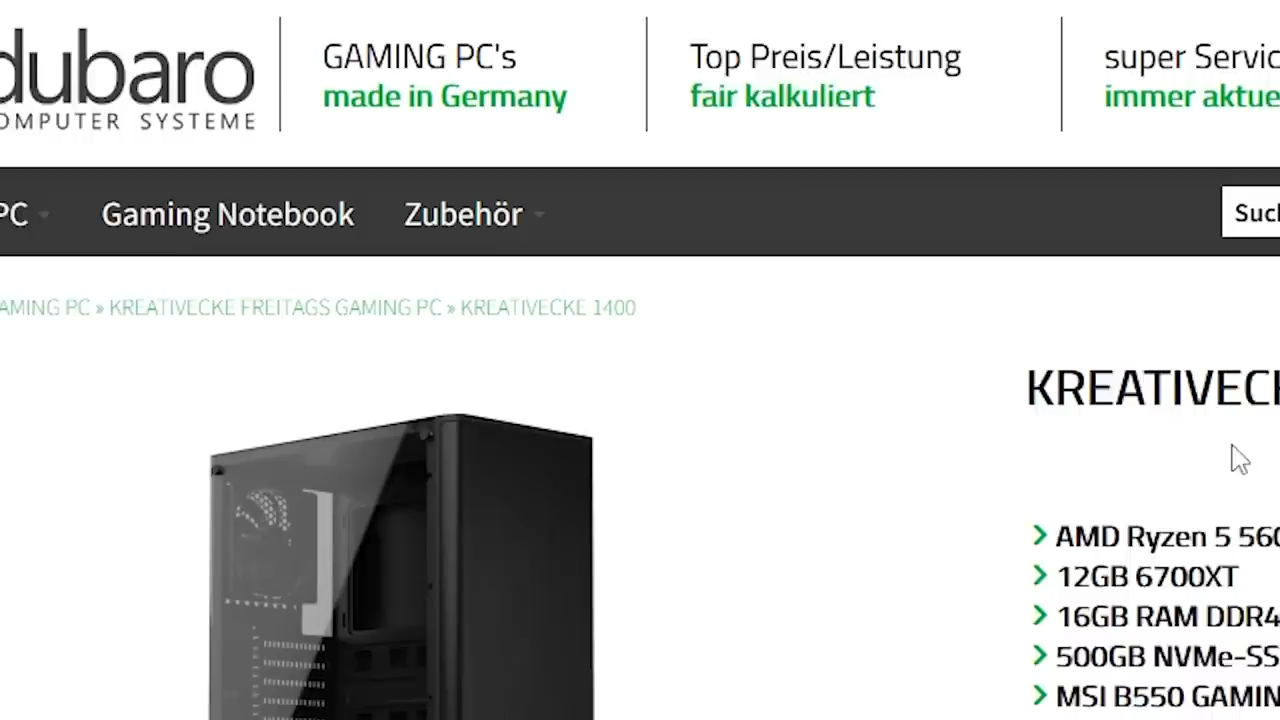 dubaro
COMPUTER SYSTEME
GAMING PC's
made in Germany
Top Preis/Leistung
fair kalkuliert
super Servic
immer aktue
PC
Gaming Notebook
Zubehör
Such
AMING PC » KREATIVECKE FREITAGS GAMING PC » KREATIVECKE 1400
KREATIVECK
AMD Ryzen 5 560
12GB 6700XT
16GB RAM DDR4
500GB NVMe-SS
MSI B550 GAMIN